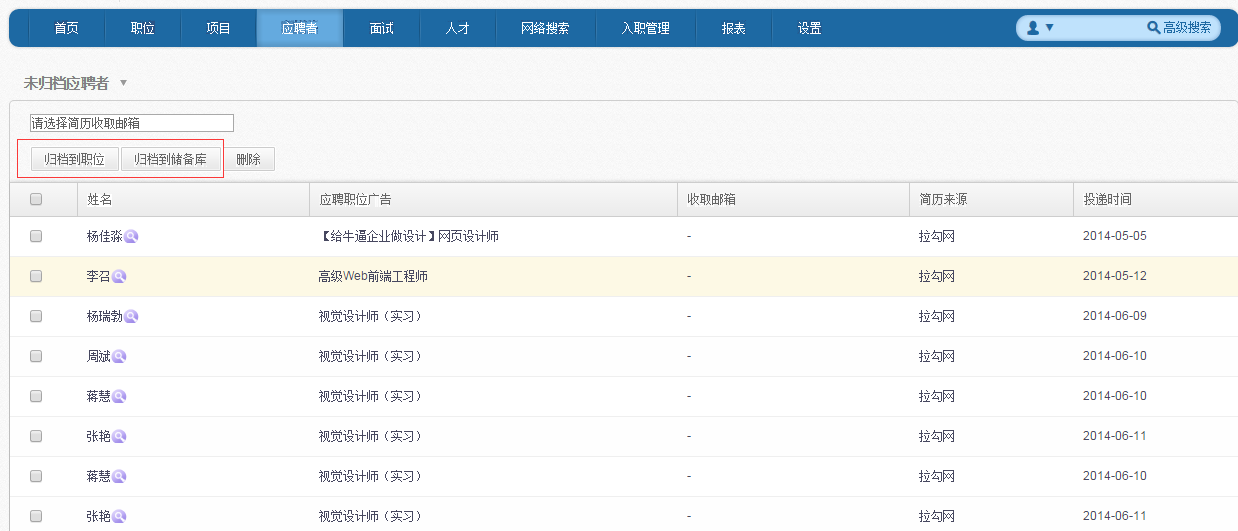 首页 职位 项目 应聘者 面试 人才 网络搜索 入职管理 报表 设置 高级搜索
未归档应聘者
请选择简历收取邮箱
归档到职位 归档到储备库 删除
姓名 应聘职位广告 收取邮箱 简历来源 投递时间
杨佳淼 【给牛逼企业做设计】网页设计师 - 拉勾网 2014-05-05
李召 高级Web前端工程师 - 拉勾网 2014-05-12
杨瑞勃 视觉设计师（实习） - 拉勾网 2014-06-09
周斌 视觉设计师（实习） - 拉勾网 2014-06-10
蒋慧 视觉设计师（实习） - 拉勾网 2014-06-10
张艳 视觉设计师（实习） - 拉勾网 2014-06-11
蒋慧 视觉设计师（实习） - 拉勾网 2014-06-10
张艳 视觉设计师（实习） - 拉勾网 2014-06-11